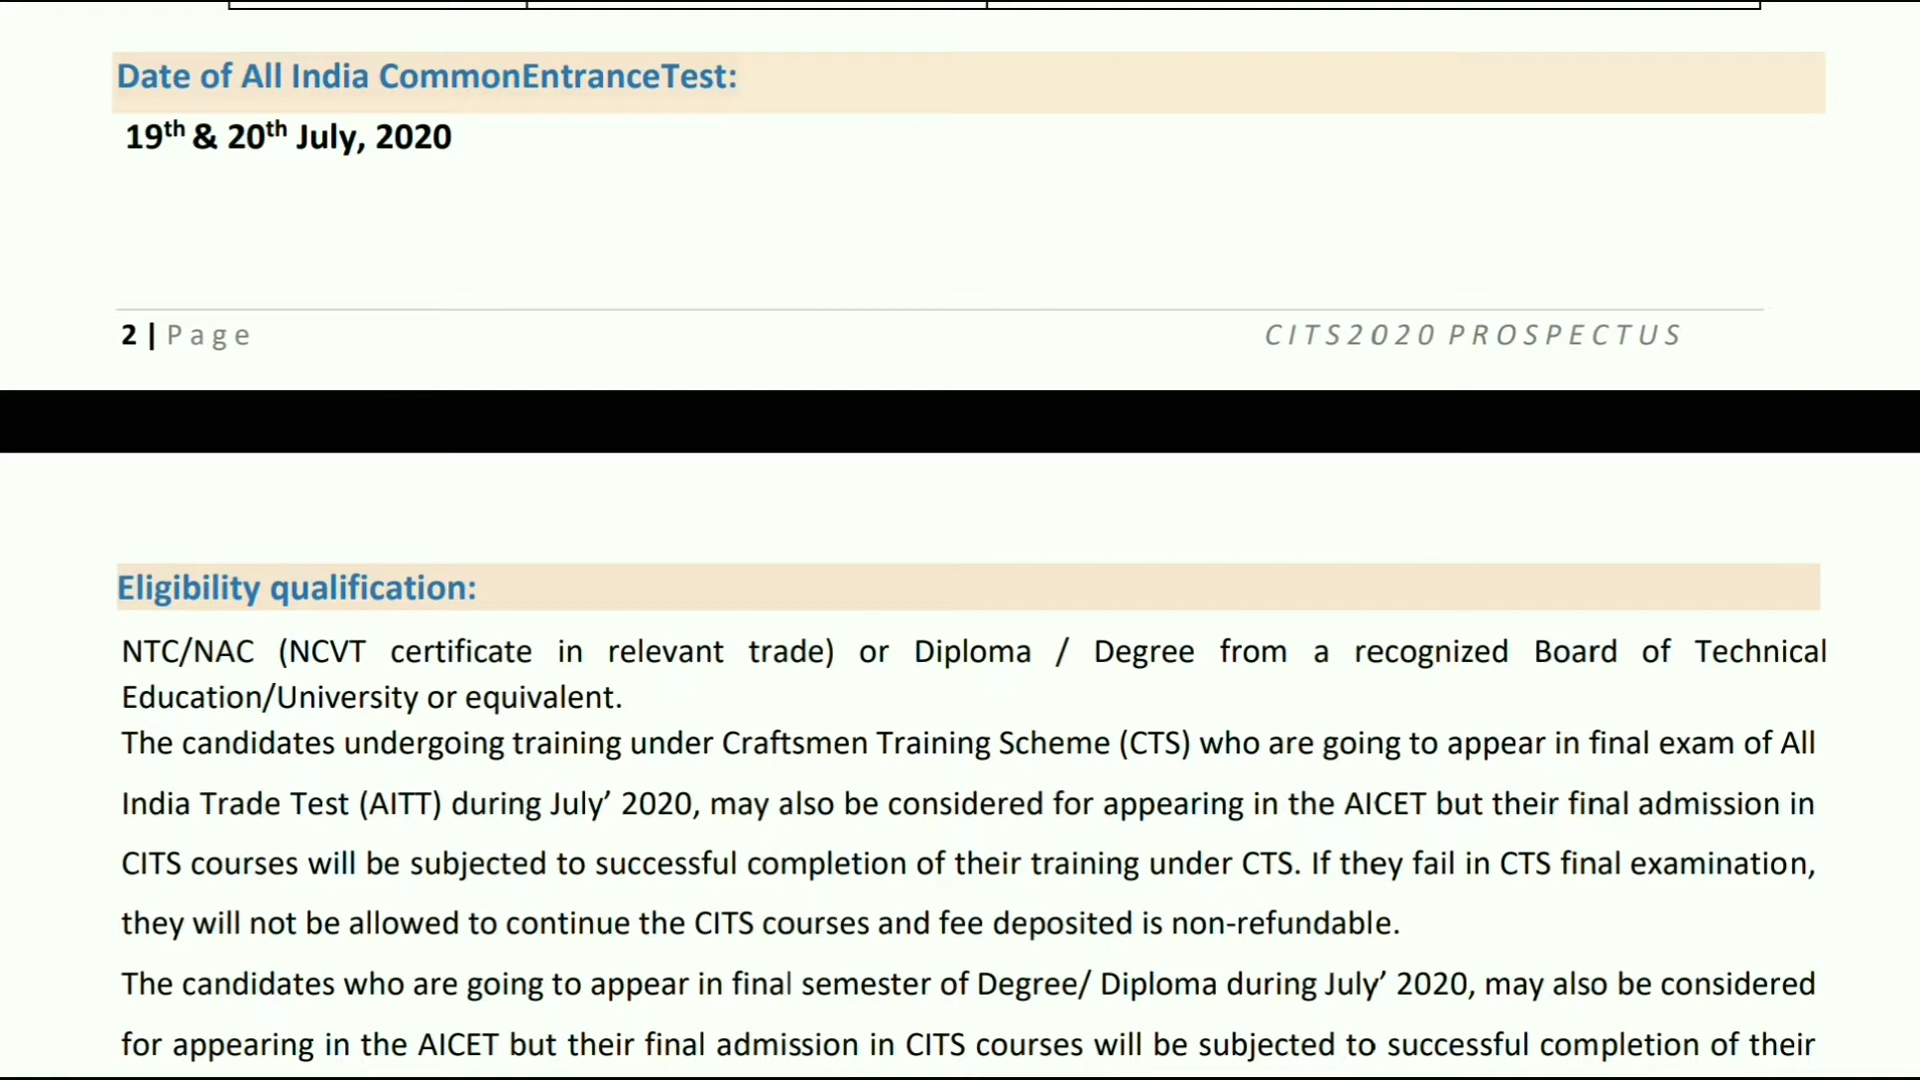 Date of All India CommonEntranceTest:
19th & 20th July, 2020
2 | Page
CITS2020 PROSPECTUS
Eligibility qualification:
NTC/NAC (NCVT certificate in relevant trade) or Diploma / Degree from a recognized Board of Technical
Education/University or equivalent.
The candidates undergoing training under Craftsmen Training Scheme (CTS) who are going to appear in final exam of All
India Trade Test (AITT) during July’ 2020, may also be considered for appearing in the AICET but their final admission in
CITS courses will be subjected to successful completion of their training under CTS. If they fail in CTS final examination,
they will not be allowed to continue the CITS courses and fee deposited is non-refundable.
The candidates who are going to appear in final semester of Degree/ Diploma during July’ 2020, may also be considered
for appearing in the AICET but their final admission in CITS courses will be subjected to successful completion of their